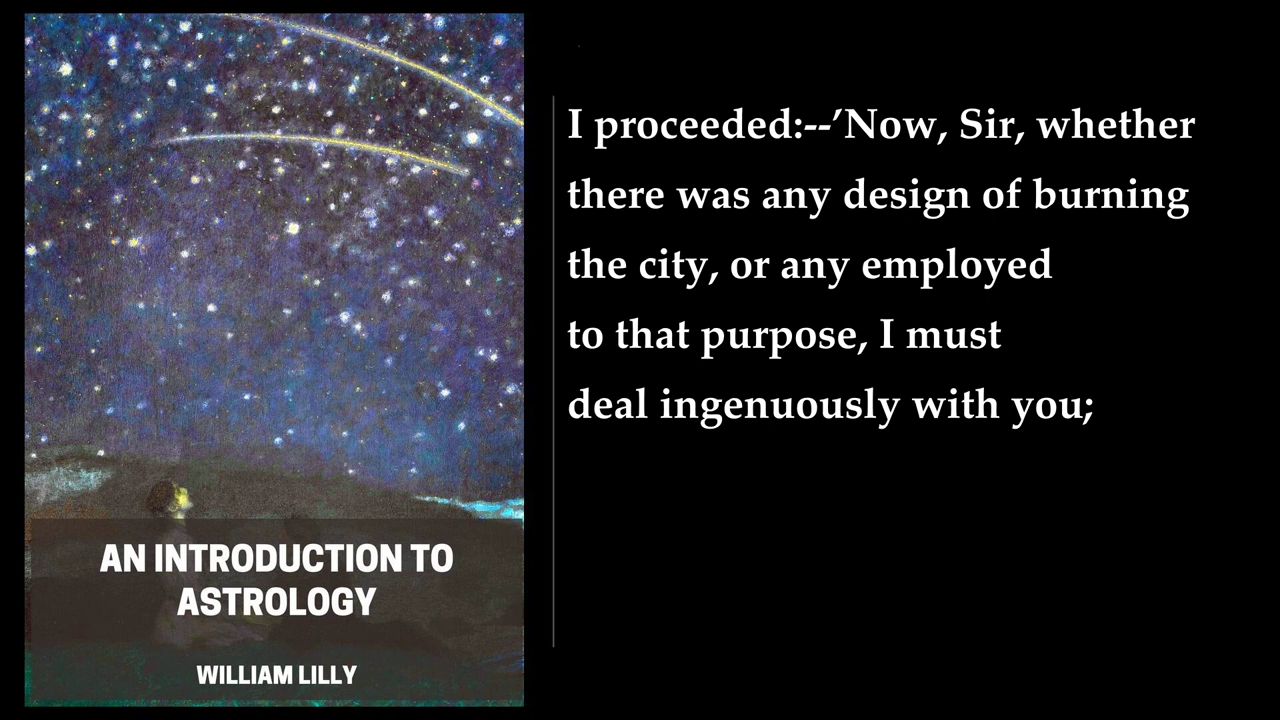 I proceeded:--’Now, Sir, whether
there was any design of burning
the city, or any employed
to that purpose, I must
deal ingenuously with you;
AN INTRODUCTION TO
ASTROLOGY
WILLIAM LILLY